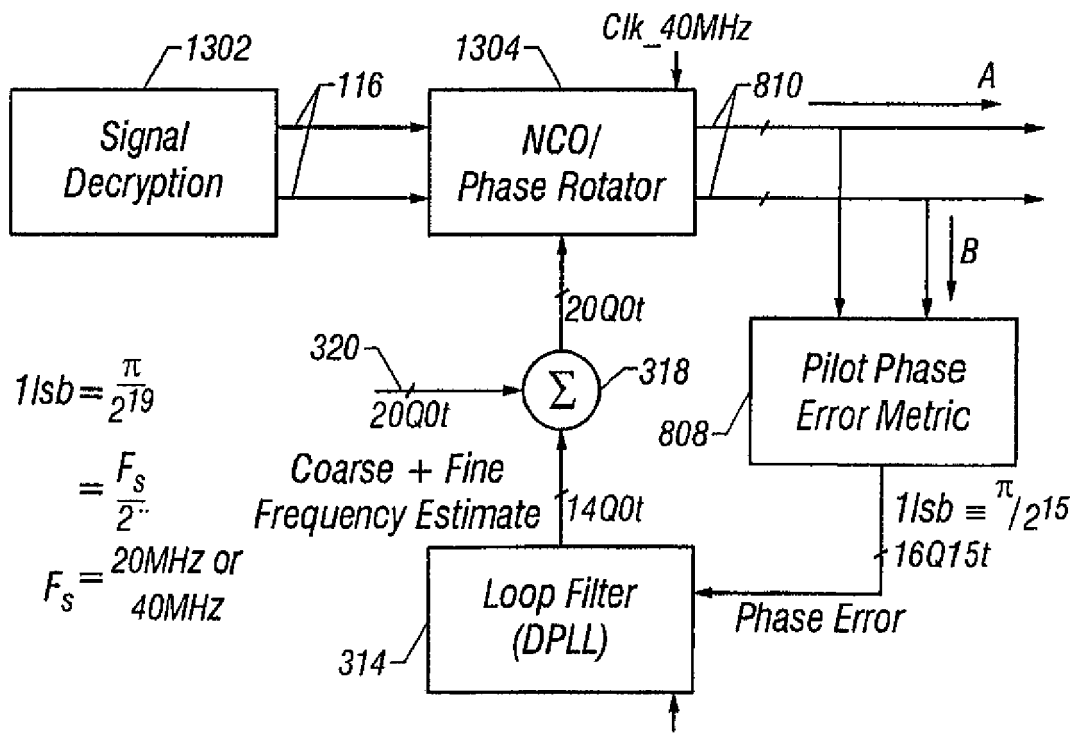 Clk_40MHz
1302
1304
116
810
A
Signal
Decryption
NCO/
Phase Rotator
B
20Q0t
320
318
Σ
20Q0t
1lsb = π/2^19
= F_s/2^..
F_s = 20MHz or
40MHz
Coarse + Fine
Frequency Estimate
14Q0t
Pilot Phase
Error Metric
808
1lsb ≡ π/2^15
16Q15t
Loop Filter
(DPLL)
314
Phase Error